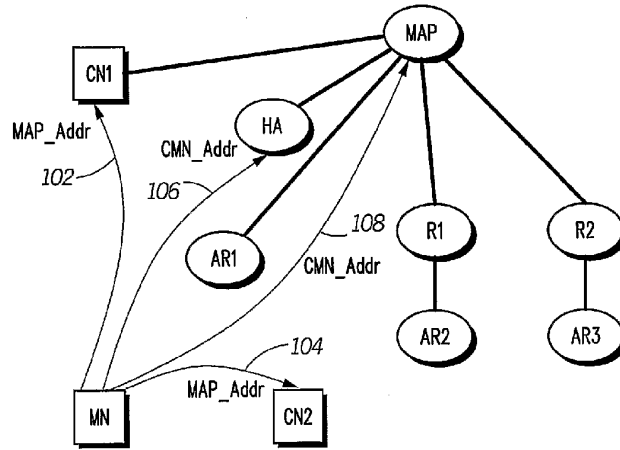 MAP
CN1
HA
MAP_Addr
CMN_Addr
102
106
108
AR1
R1
R2
CMN_Addr
AR2
AR3
104
MAP_Addr
MN
CN2